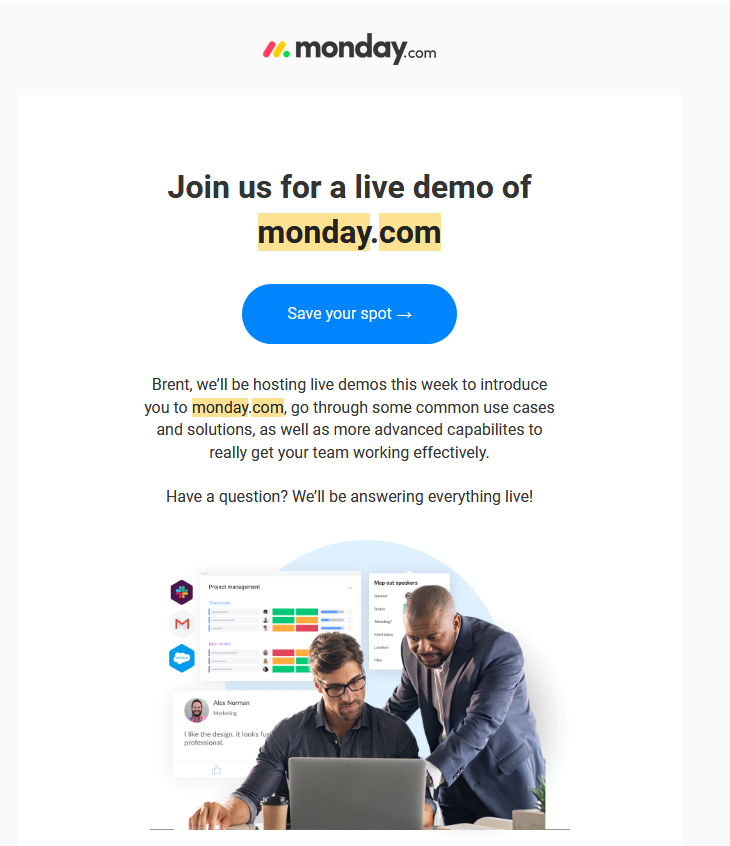 monday.com
Join us for a live demo of
monday.com
Save your spot →
Brent, we'll be hosting live demos this week to introduce
you to monday.com, go through some common use cases
and solutions, as well as more advanced capabilites to
really get your team working effectively.
Have a question? We'll be answering everything live!
Project management
This month
Next month
Map out speakers
Speaker
Status
Attending?
Location
Files
Alex Norman
Marketing
I like the design, it looks fun
professional.